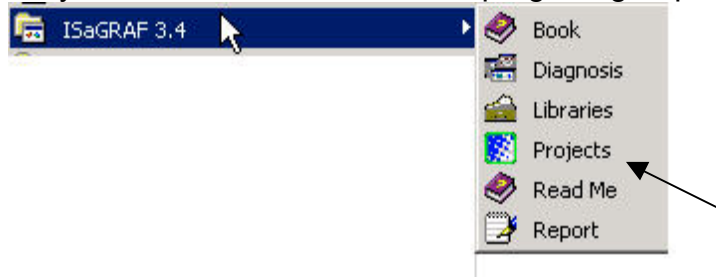 ISaGRAF 3.4
Book
Diagnosis
Libraries
Projects
Read Me
Report